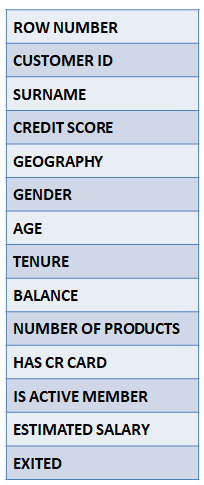 ROW NUMBER
CUSTOMER ID
SURNAME
CREDIT SCORE
GEOGRAPHY
GENDER
AGE
TENURE
BALANCE
NUMBER OF PRODUCTS
HAS CR CARD
IS ACTIVE MEMBER
ESTIMATED SALARY
EXITED